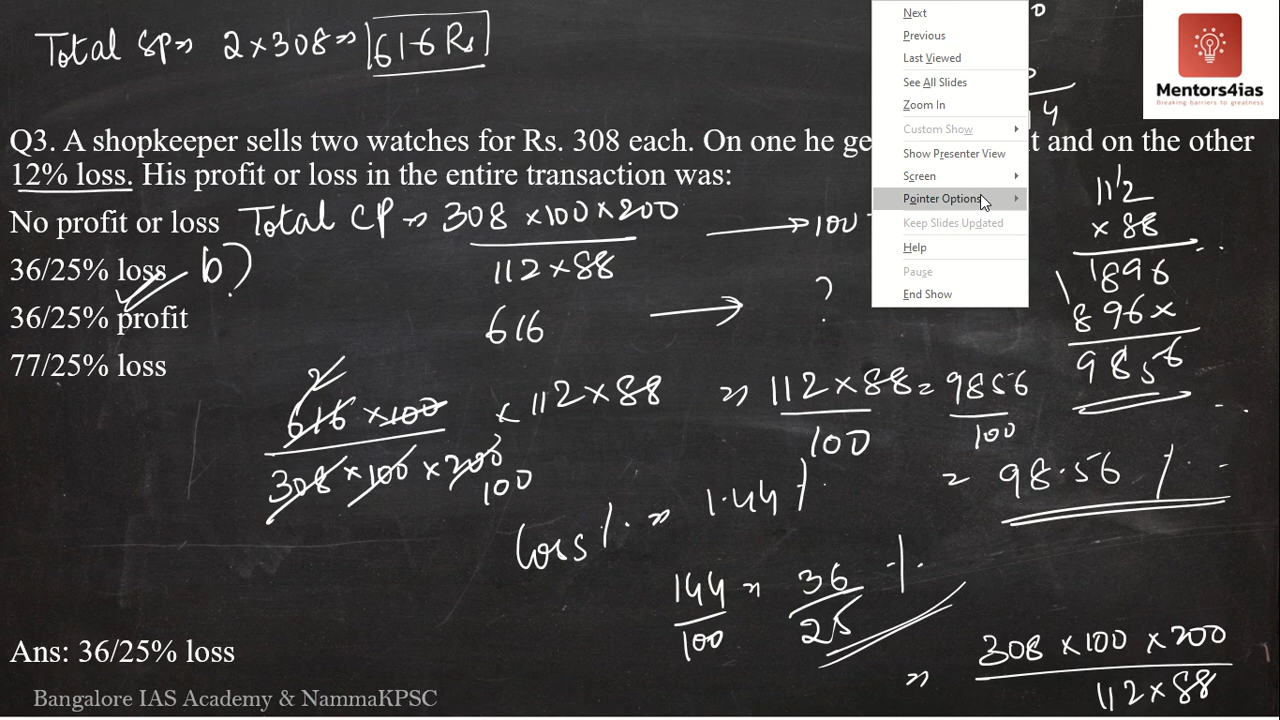 Total SP => 2 × 308 => 616 Rs
Mentors4ias
Breaking barriers to greatness
Next
Previous
Last Viewed
See All Slides
Zoom In
Custom Show
Show Presenter View
Screen
Pointer Options
Keep Slides Updated
Help
Pause
End Show
Q3. A shopkeeper sells two watches for Rs. 308 each. On one he ge t and on the other
12% loss. His profit or loss in the entire transaction was:
No profit or loss
36/25% loss
b?
36/25% profit
77/25% loss
Total CP => 308 × 100 × 200
112 × 88
→ 100
616 → ?
112
× 88
896
896×
9856
616 × 100
308 × 100 × 200
2
100
× 112 × 88
=> 112 × 88 = 9856
100 100
= 98.56 %
Loss % => 1.44 %
144 => 36 %
100 25
=> 308 × 100 × 200
112 × 88
Ans: 36/25% loss
Bangalore IAS Academy & NammaKPSC